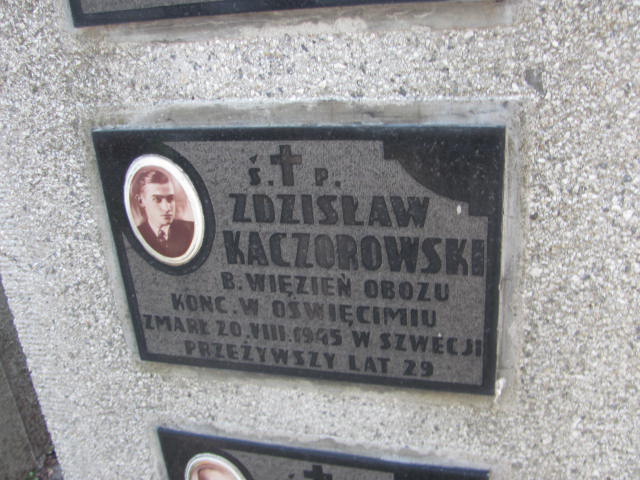 Ś. P.
ZDZISŁAW
KACZOROWSKI
B. WIĘZIEŃ OBOZU
KONC. W OŚWIĘCIMIU
ZMARŁ 20.VIII.1945 W SZWECJI
PRZEŻYWSZY LAT 29